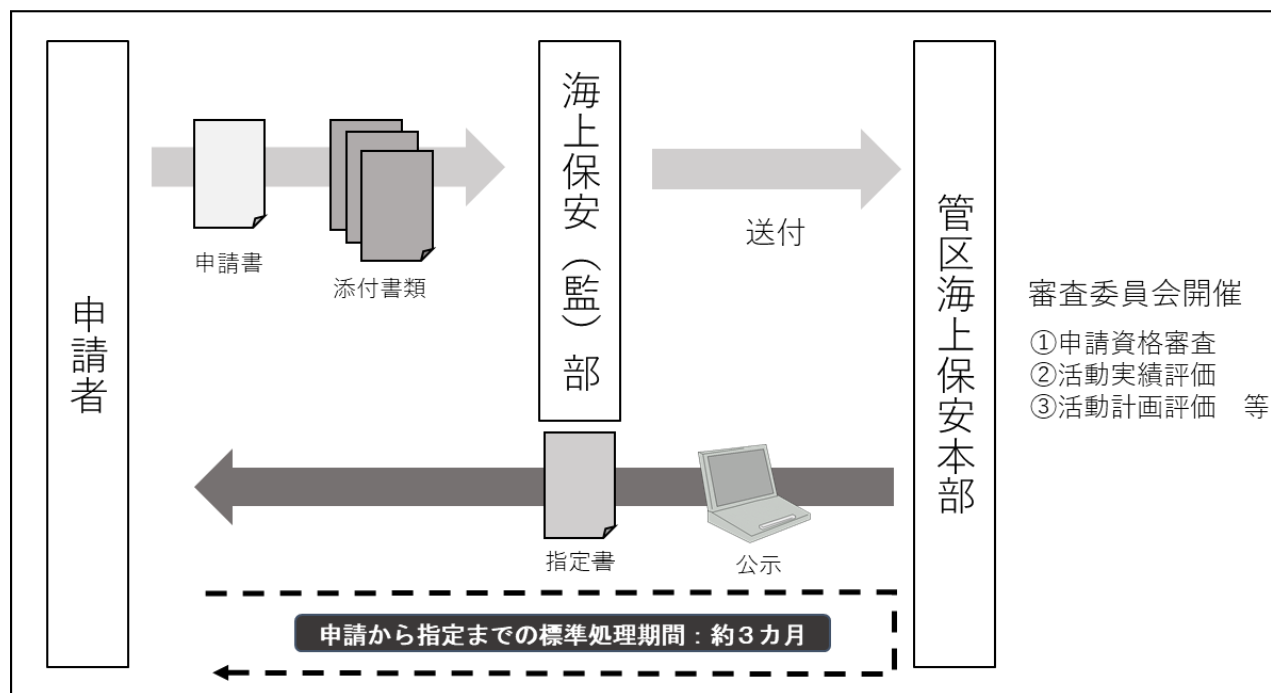 申請者
申請書
添付書類
海上保安（監）部
送付
管区海上保安本部
審査委員会開催
①申請資格審査
②活動実績評価
③活動計画評価　等
指定書
公示
申請から指定までの標準処理期間：約３カ月